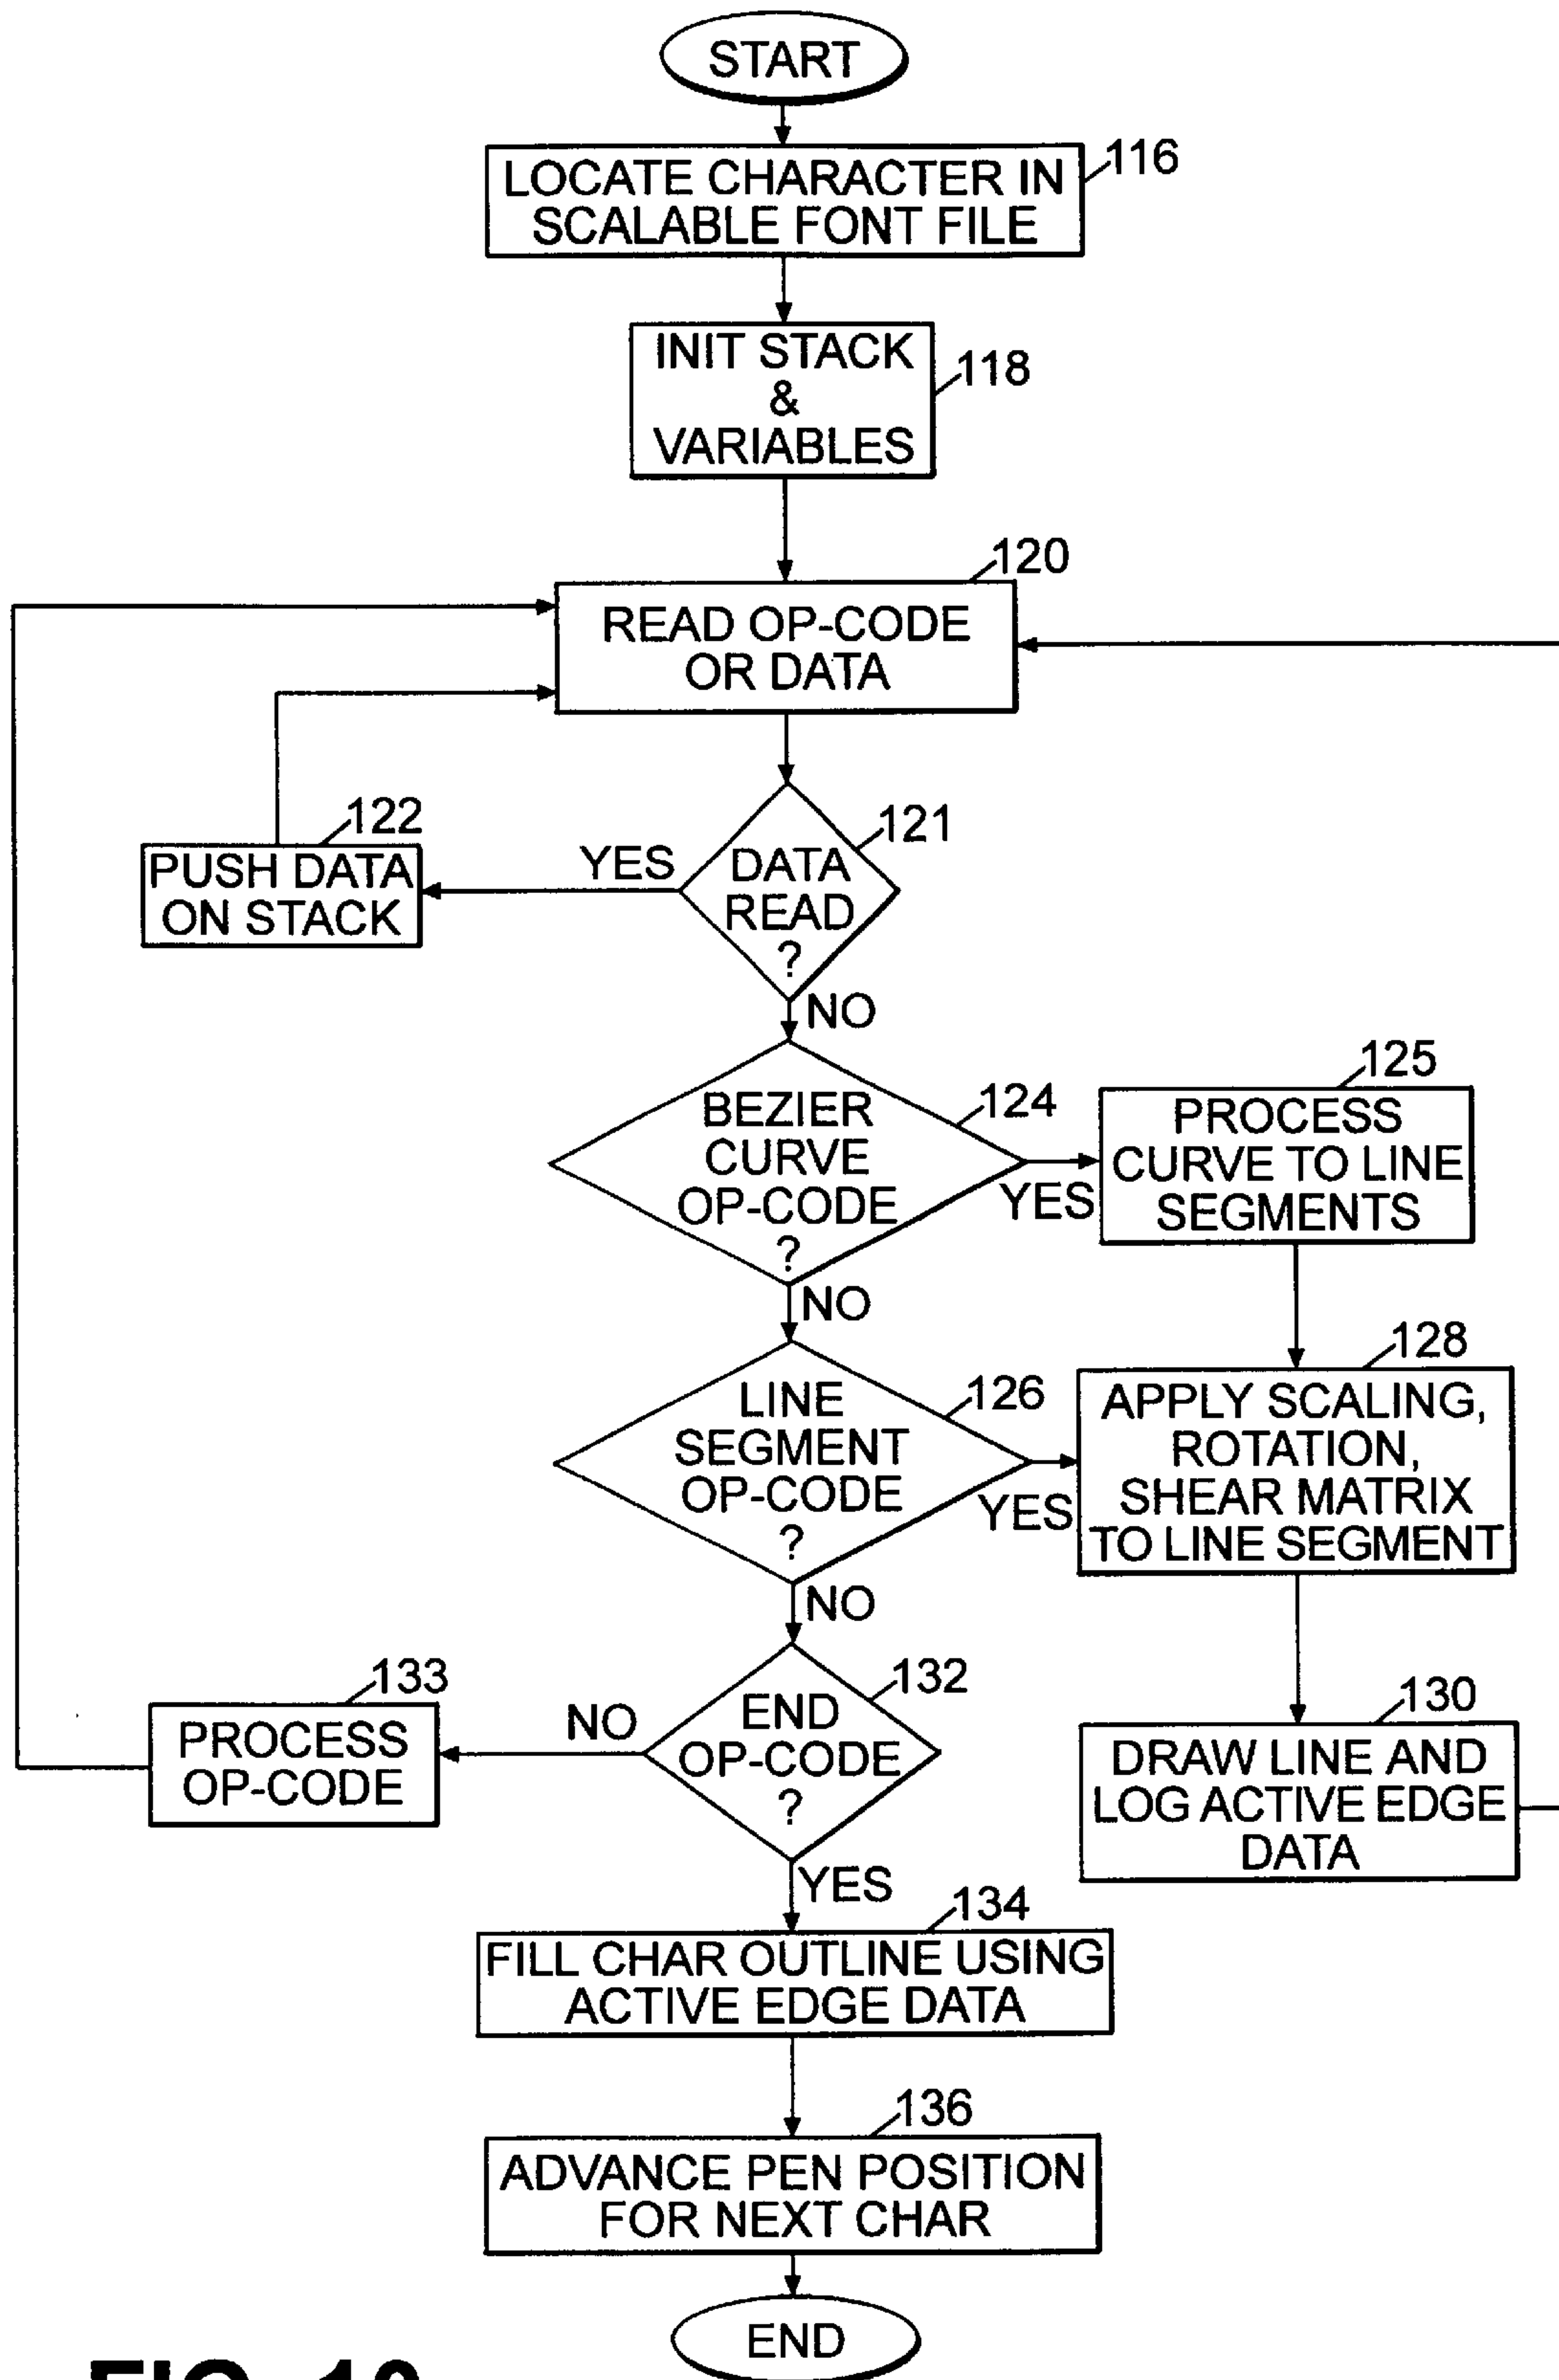 START
LOCATE CHARACTER IN
SCALABLE FONT FILE
116
INIT STACK
&
VARIABLES
118
120
READ OP-CODE
OR DATA
122
PUSH DATA
ON STACK
YES
DATA
READ
?
121
NO
BEZIER
CURVE
OP-CODE
?
124
YES
125
PROCESS
CURVE TO LINE
SEGMENTS
NO
LINE
SEGMENT
OP-CODE
?
126
YES
128
APPLY SCALING,
ROTATION,
SHEAR MATRIX
TO LINE SEGMENT
NO
133
PROCESS
OP-CODE
NO
END
OP-CODE
?
132
130
DRAW LINE AND
LOG ACTIVE EDGE
DATA
YES
134
FILL CHAR OUTLINE USING
ACTIVE EDGE DATA
136
ADVANCE PEN POSITION
FOR NEXT CHAR
END